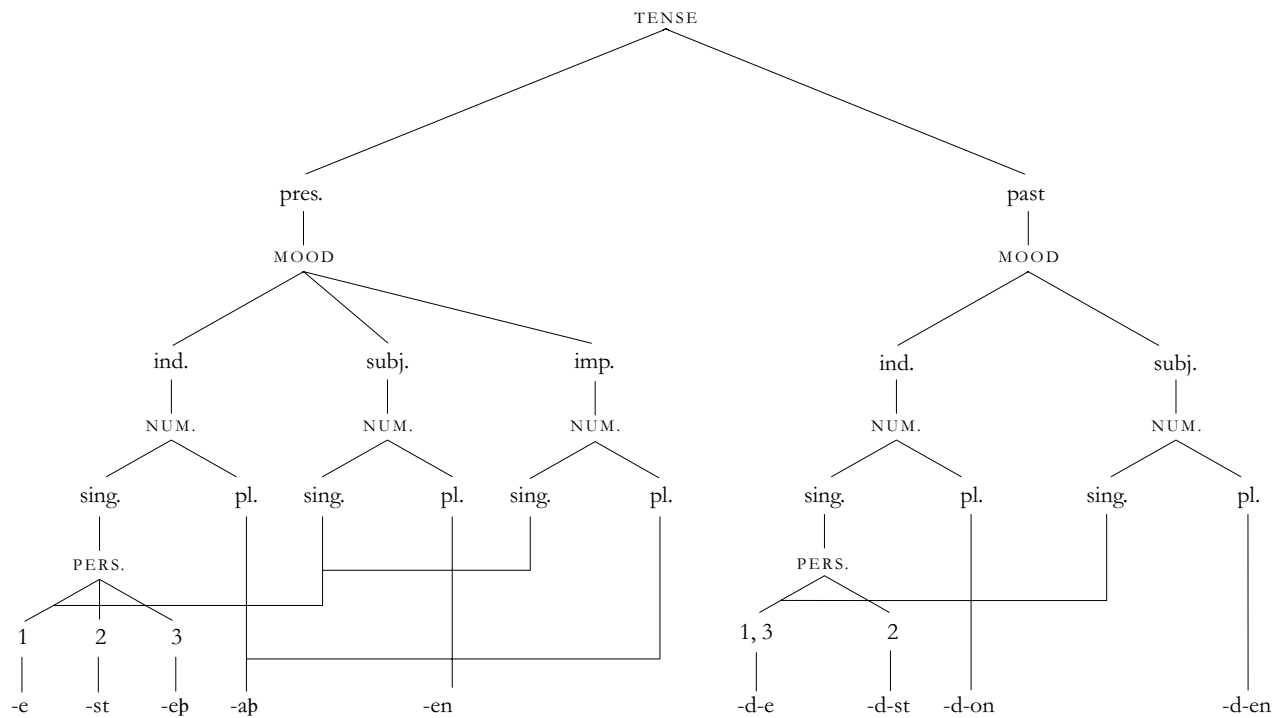 TENSE
pres. past
MOOD MOOD
ind. subj. imp. ind. subj.
NUM. NUM. NUM. NUM. NUM.
sing. pl. sing. pl. sing. pl. sing. pl. sing. pl.
PERS. PERS.
1 2 3 1, 3 2
-e -st -eþ -aþ -en -d-e -d-st -d-on -d-en